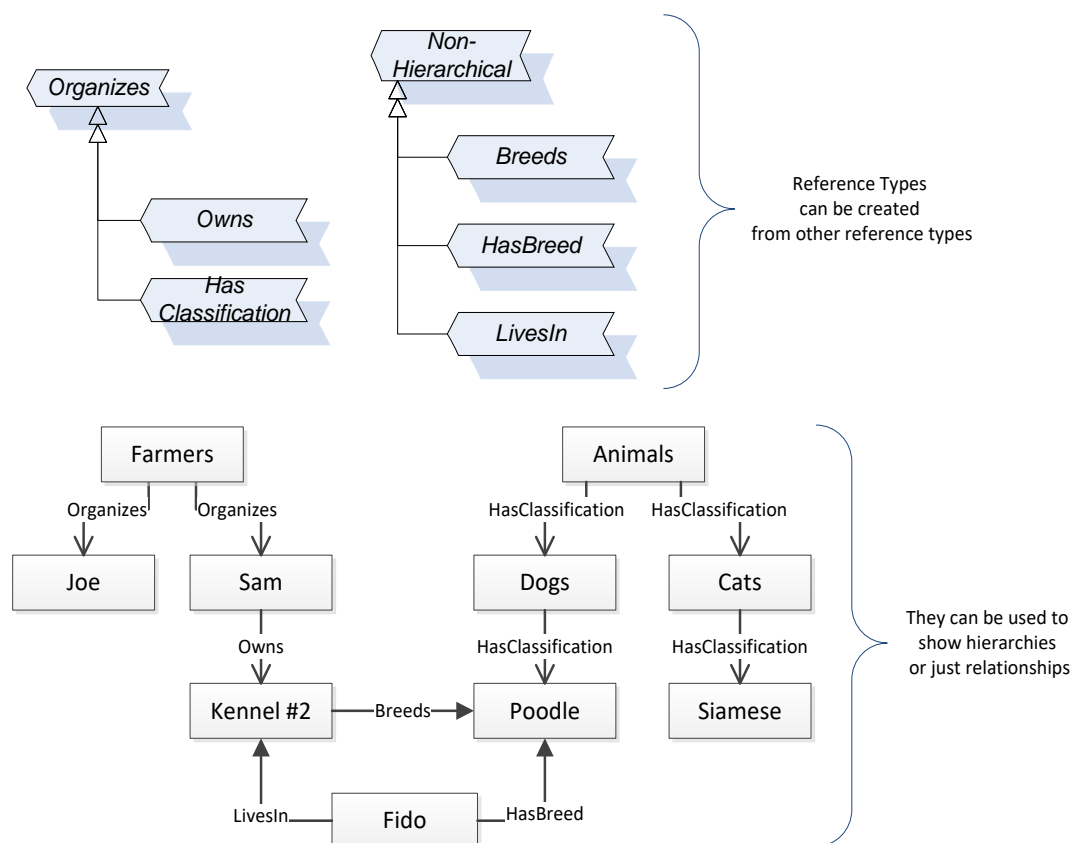 Organizes
Non-
Hierarchical
Breeds
Owns
HasBreed
Has
Classification
LivesIn
Reference Types
can be created
from other reference types
Farmers
Animals
Organizes
Organizes
HasClassification
HasClassification
Joe
Sam
Dogs
Cats
Owns
HasClassification
HasClassification
They can be used to
show hierarchies
or just relationships
Kennel #2
Breeds
Poodle
Siamese
LivesIn
Fido
HasBreed